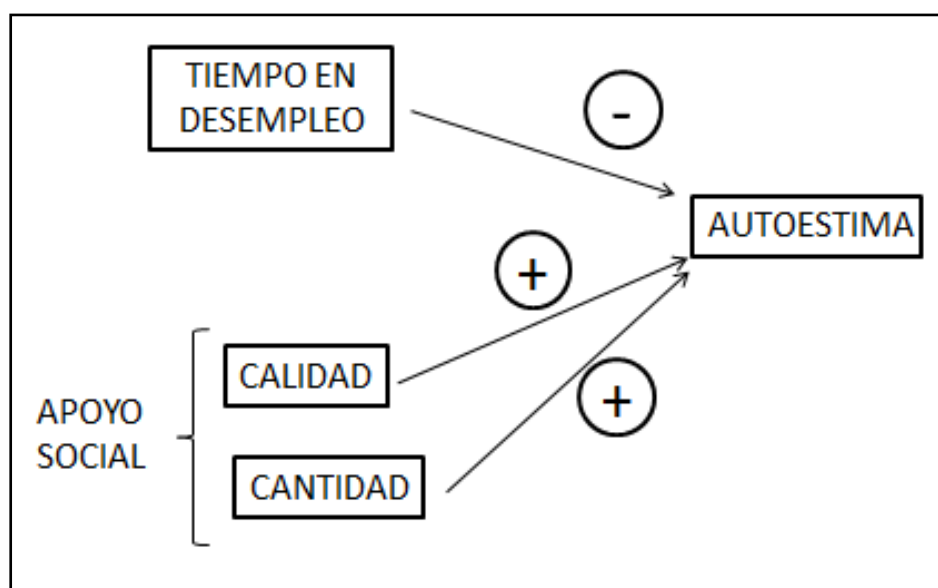 TIEMPO EN
DESEMPLEO
-
AUTOESTIMA
+
CALIDAD
+
APOYO
SOCIAL
CANTIDAD